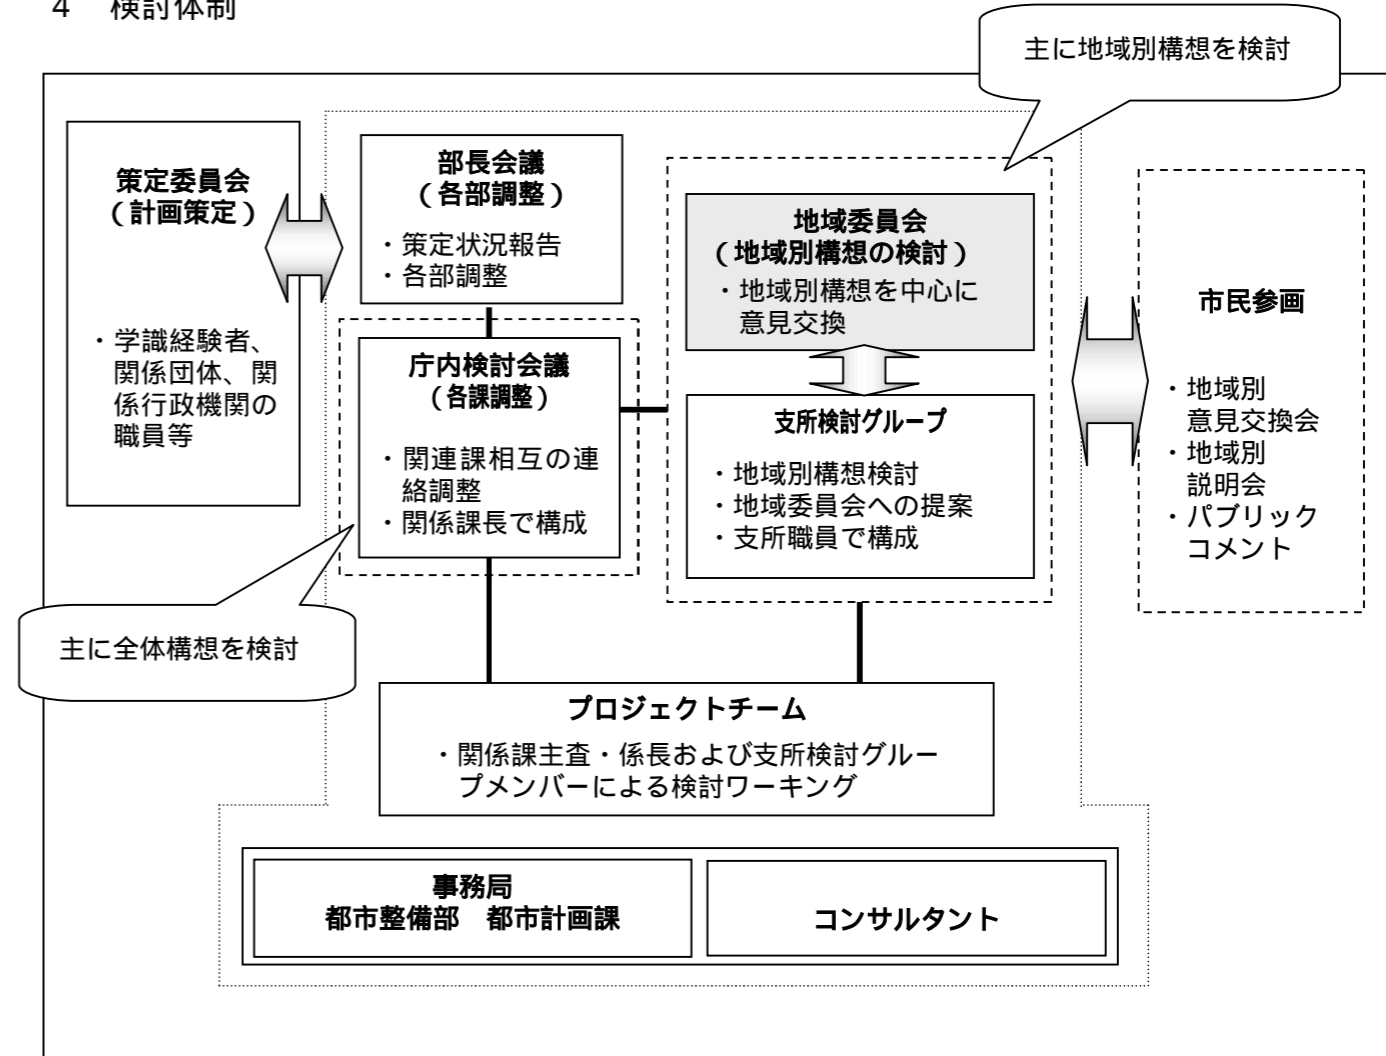 4　検討体制
主に地域別構想を検討
策定委員会
（計画策定）
・学識経験者、
関係団体、関
係行政機関の
職員等
部長会議
（各部調整）
・策定状況報告
・各部調整
庁内検討会議
（各課調整）
・関連課相互の連
絡調整
・関係課長で構成
地域委員会
（地域別構想の検討）
・地域別構想を中心に
意見交換
支所検討グループ
・地域別構想検討
・地域委員会への提案
・支所職員で構成
市民参画
・地域別
意見交換会
・地域別
説明会
・パブリック
コメント
主に全体構想を検討
プロジェクトチーム
・関係課主査・係長および支所検討グルー
プメンバーによる検討ワーキング
事務局
都市整備部　都市計画課
コンサルタント